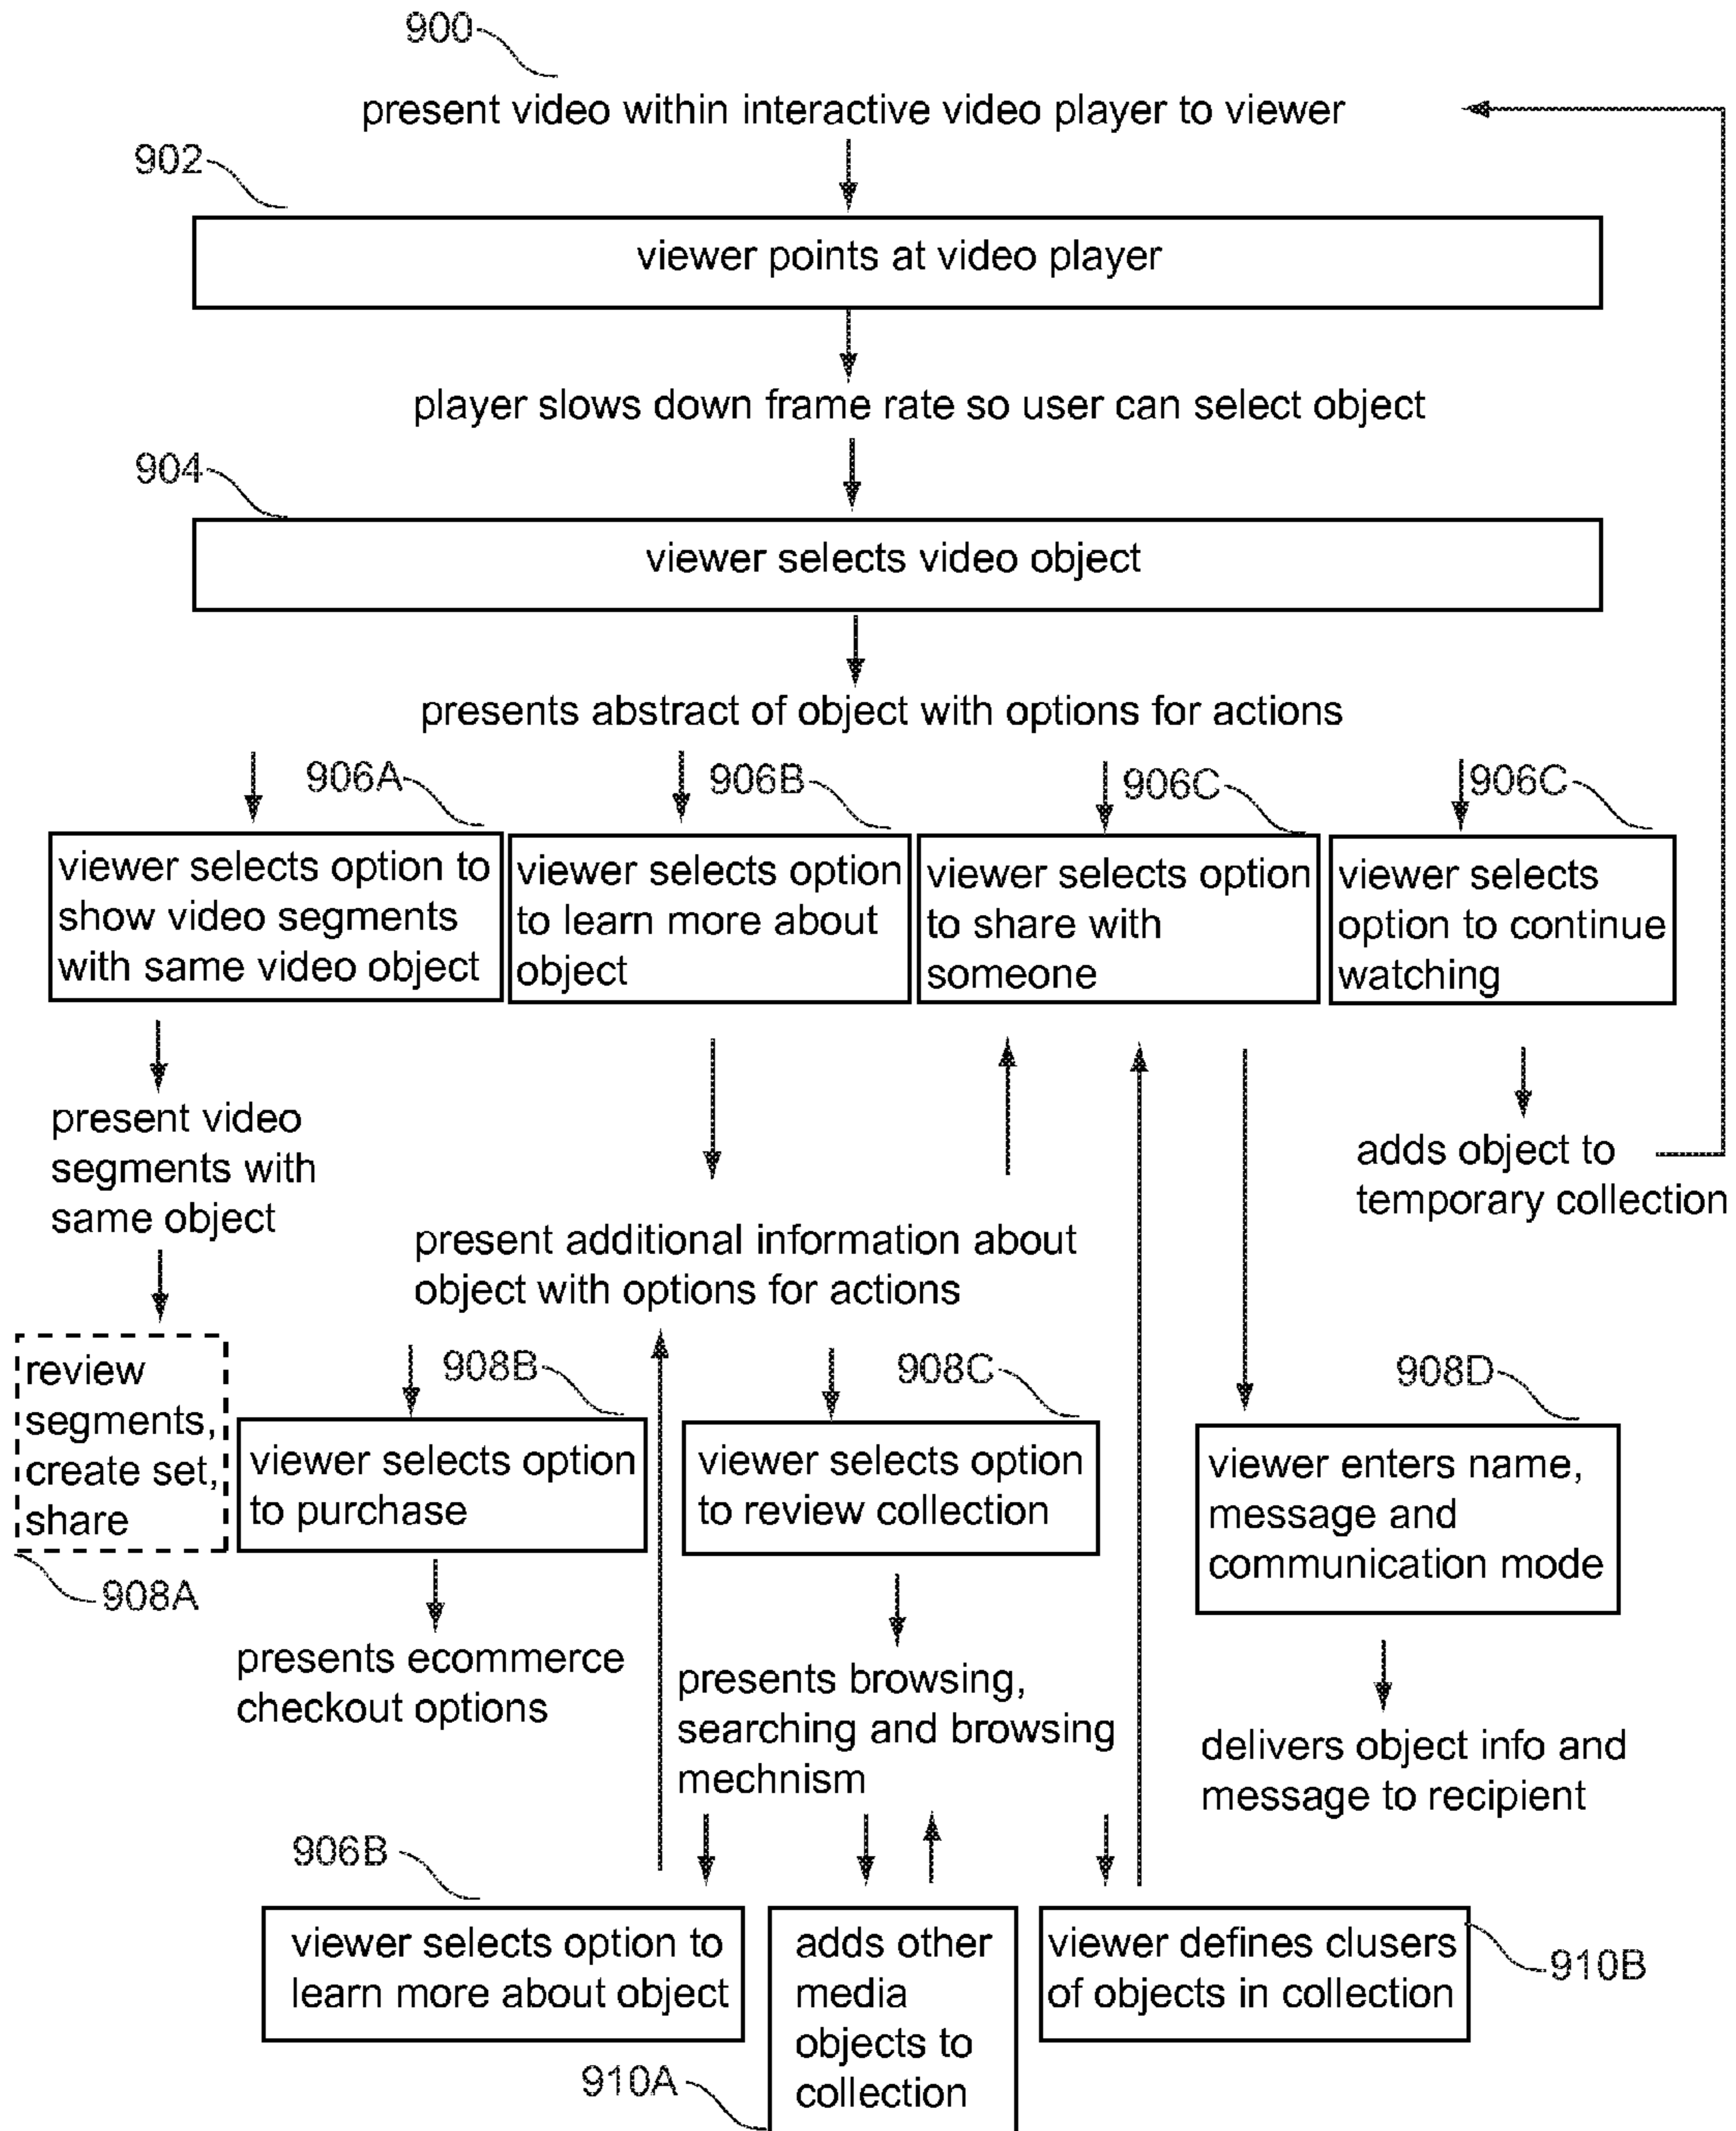 900
present video within interactive video player to viewer
902
viewer points at video player
player slows down frame rate so user can select object
904
viewer selects video object
presents abstract of object with options for actions
906A
906B
906C
906C
viewer selects option to
show video segments
with same video object
viewer selects option
to learn more about
object
viewer selects option
to share with
someone
viewer selects
option to continue
watching
present video
segments with
same object
adds object to
temporary collection
present additional information about
object with options for actions
review
segments,
create set,
share
908A
908B
viewer selects option
to purchase
908C
viewer selects option
to review collection
908D
viewer enters name,
message and
communication mode
presents ecommerce
checkout options
presents browsing,
searching and browsing
mechnism
delivers object info and
message to recipient
906B
viewer selects option to
learn more about object
910A
adds other
media
objects to
collection
viewer defines clusers
of objects in collection
910B